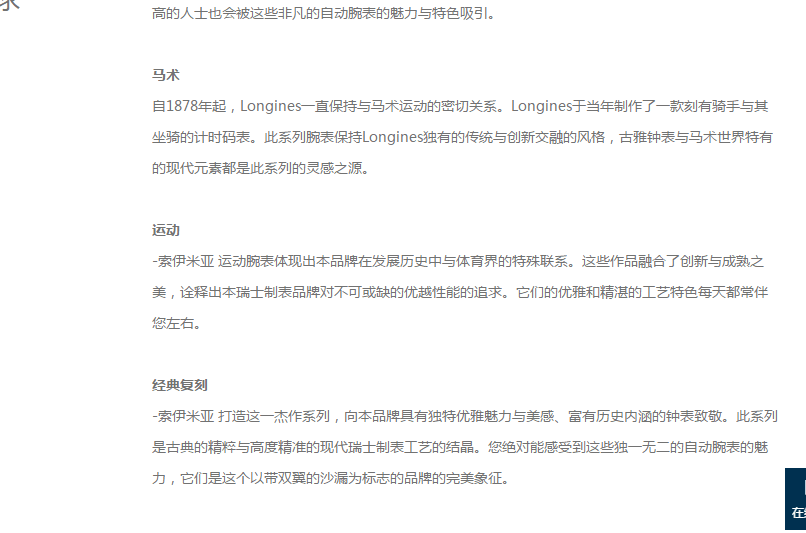 高的人士也会被这些非凡的自动腕表的魅力与特色吸引。
马术
自1878年起，Longines一直保持与马术运动的密切关系。Longines于当年制作了一款刻有骑手与其
坐骑的计时码表。此系列腕表保持Longines独有的传统与创新交融的风格，古雅钟表与马术世界特有
的现代元素都是此系列的灵感之源。
运动
-索伊米亚 运动腕表体现出本品牌在发展历史中与体育界的特殊联系。这些作品融合了创新与成熟之
美，诠释出本瑞士制表品牌对不可或缺的优越性能的追求。它们的优雅和精湛的工艺特色每天都常伴
您左右。
经典复刻
-索伊米亚 打造这一杰作系列，向本品牌具有独特优雅魅力与美感、富有历史内涵的钟表致敬。此系列
是古典的精粹与高度精准的现代瑞士制表工艺的结晶。您绝对能感受到这些独一无二的自动腕表的魅
力，它们是这个以带双翼的沙漏为标志的品牌的完美象征。
在